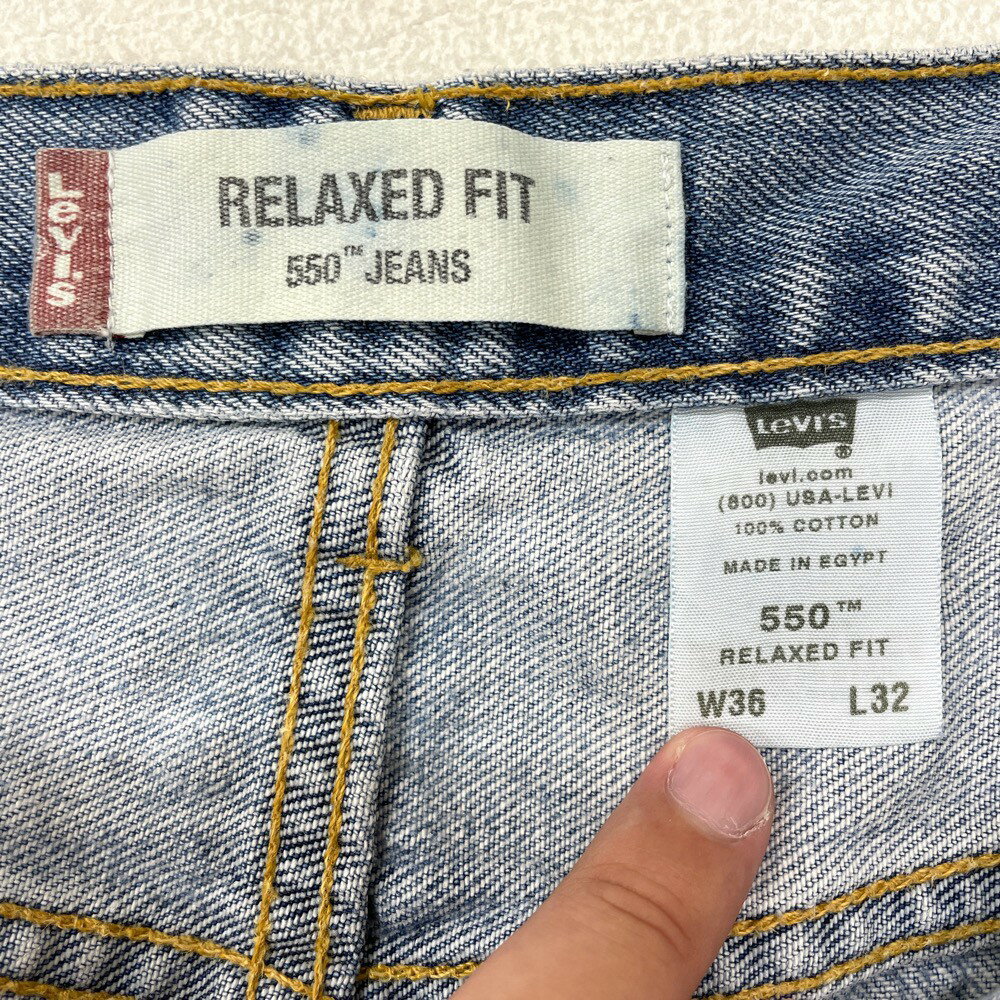 Levi's
RELAXED FIT
550™ JEANS
Levi's
®
levi.com
(800) USA-LEVI
100% COTTON
MADE IN EGYPT
550™
RELAXED FIT
W36 L32